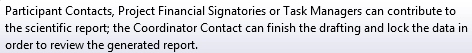 Participant Contacts, Project Financial Signatories or Task Managers can contribute to
the scientific report; the Coordinator Contact can finish the drafting and lock the data in
order to review the generated report.